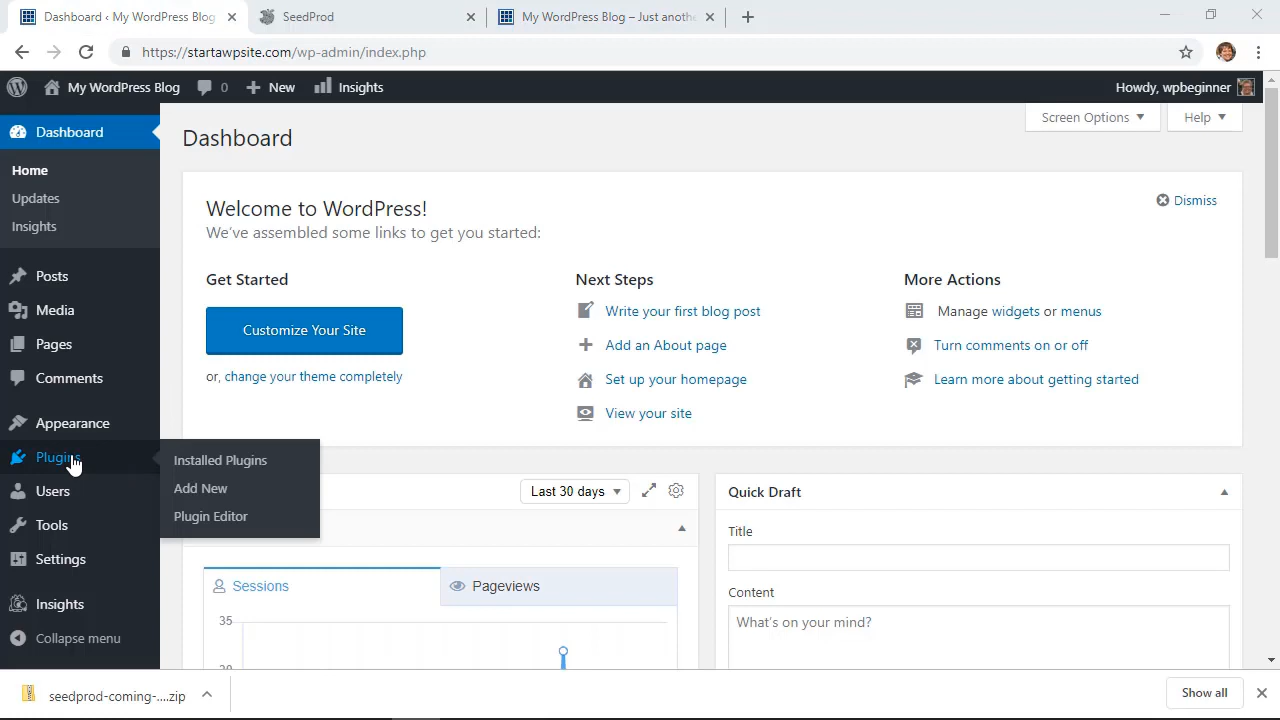 Dashboard ‹ My WordPress Blog
SeedProd
My WordPress Blog – Just anothe
https://startawpsite.com/wp-admin/index.php
My WordPress Blog
0
New
Insights
Howdy, wpbeginner
Dashboard
Home
Updates
Insights
Posts
Media
Pages
Comments
Appearance
Plugins
Users
Tools
Settings
Insights
Collapse menu
Installed Plugins
Add New
Plugin Editor
Dashboard
Screen Options
Help
Welcome to WordPress!
We've assembled some links to get you started:
Dismiss
Get Started
Customize Your Site
or, change your theme completely
Next Steps
Write your first blog post
Add an About page
Set up your homepage
View your site
More Actions
Manage widgets or menus
Turn comments on or off
Learn more about getting started
Last 30 days
Sessions
Pageviews
35
Quick Draft
Title
Content
What's on your mind?
seedprod-coming-....zip
Show all